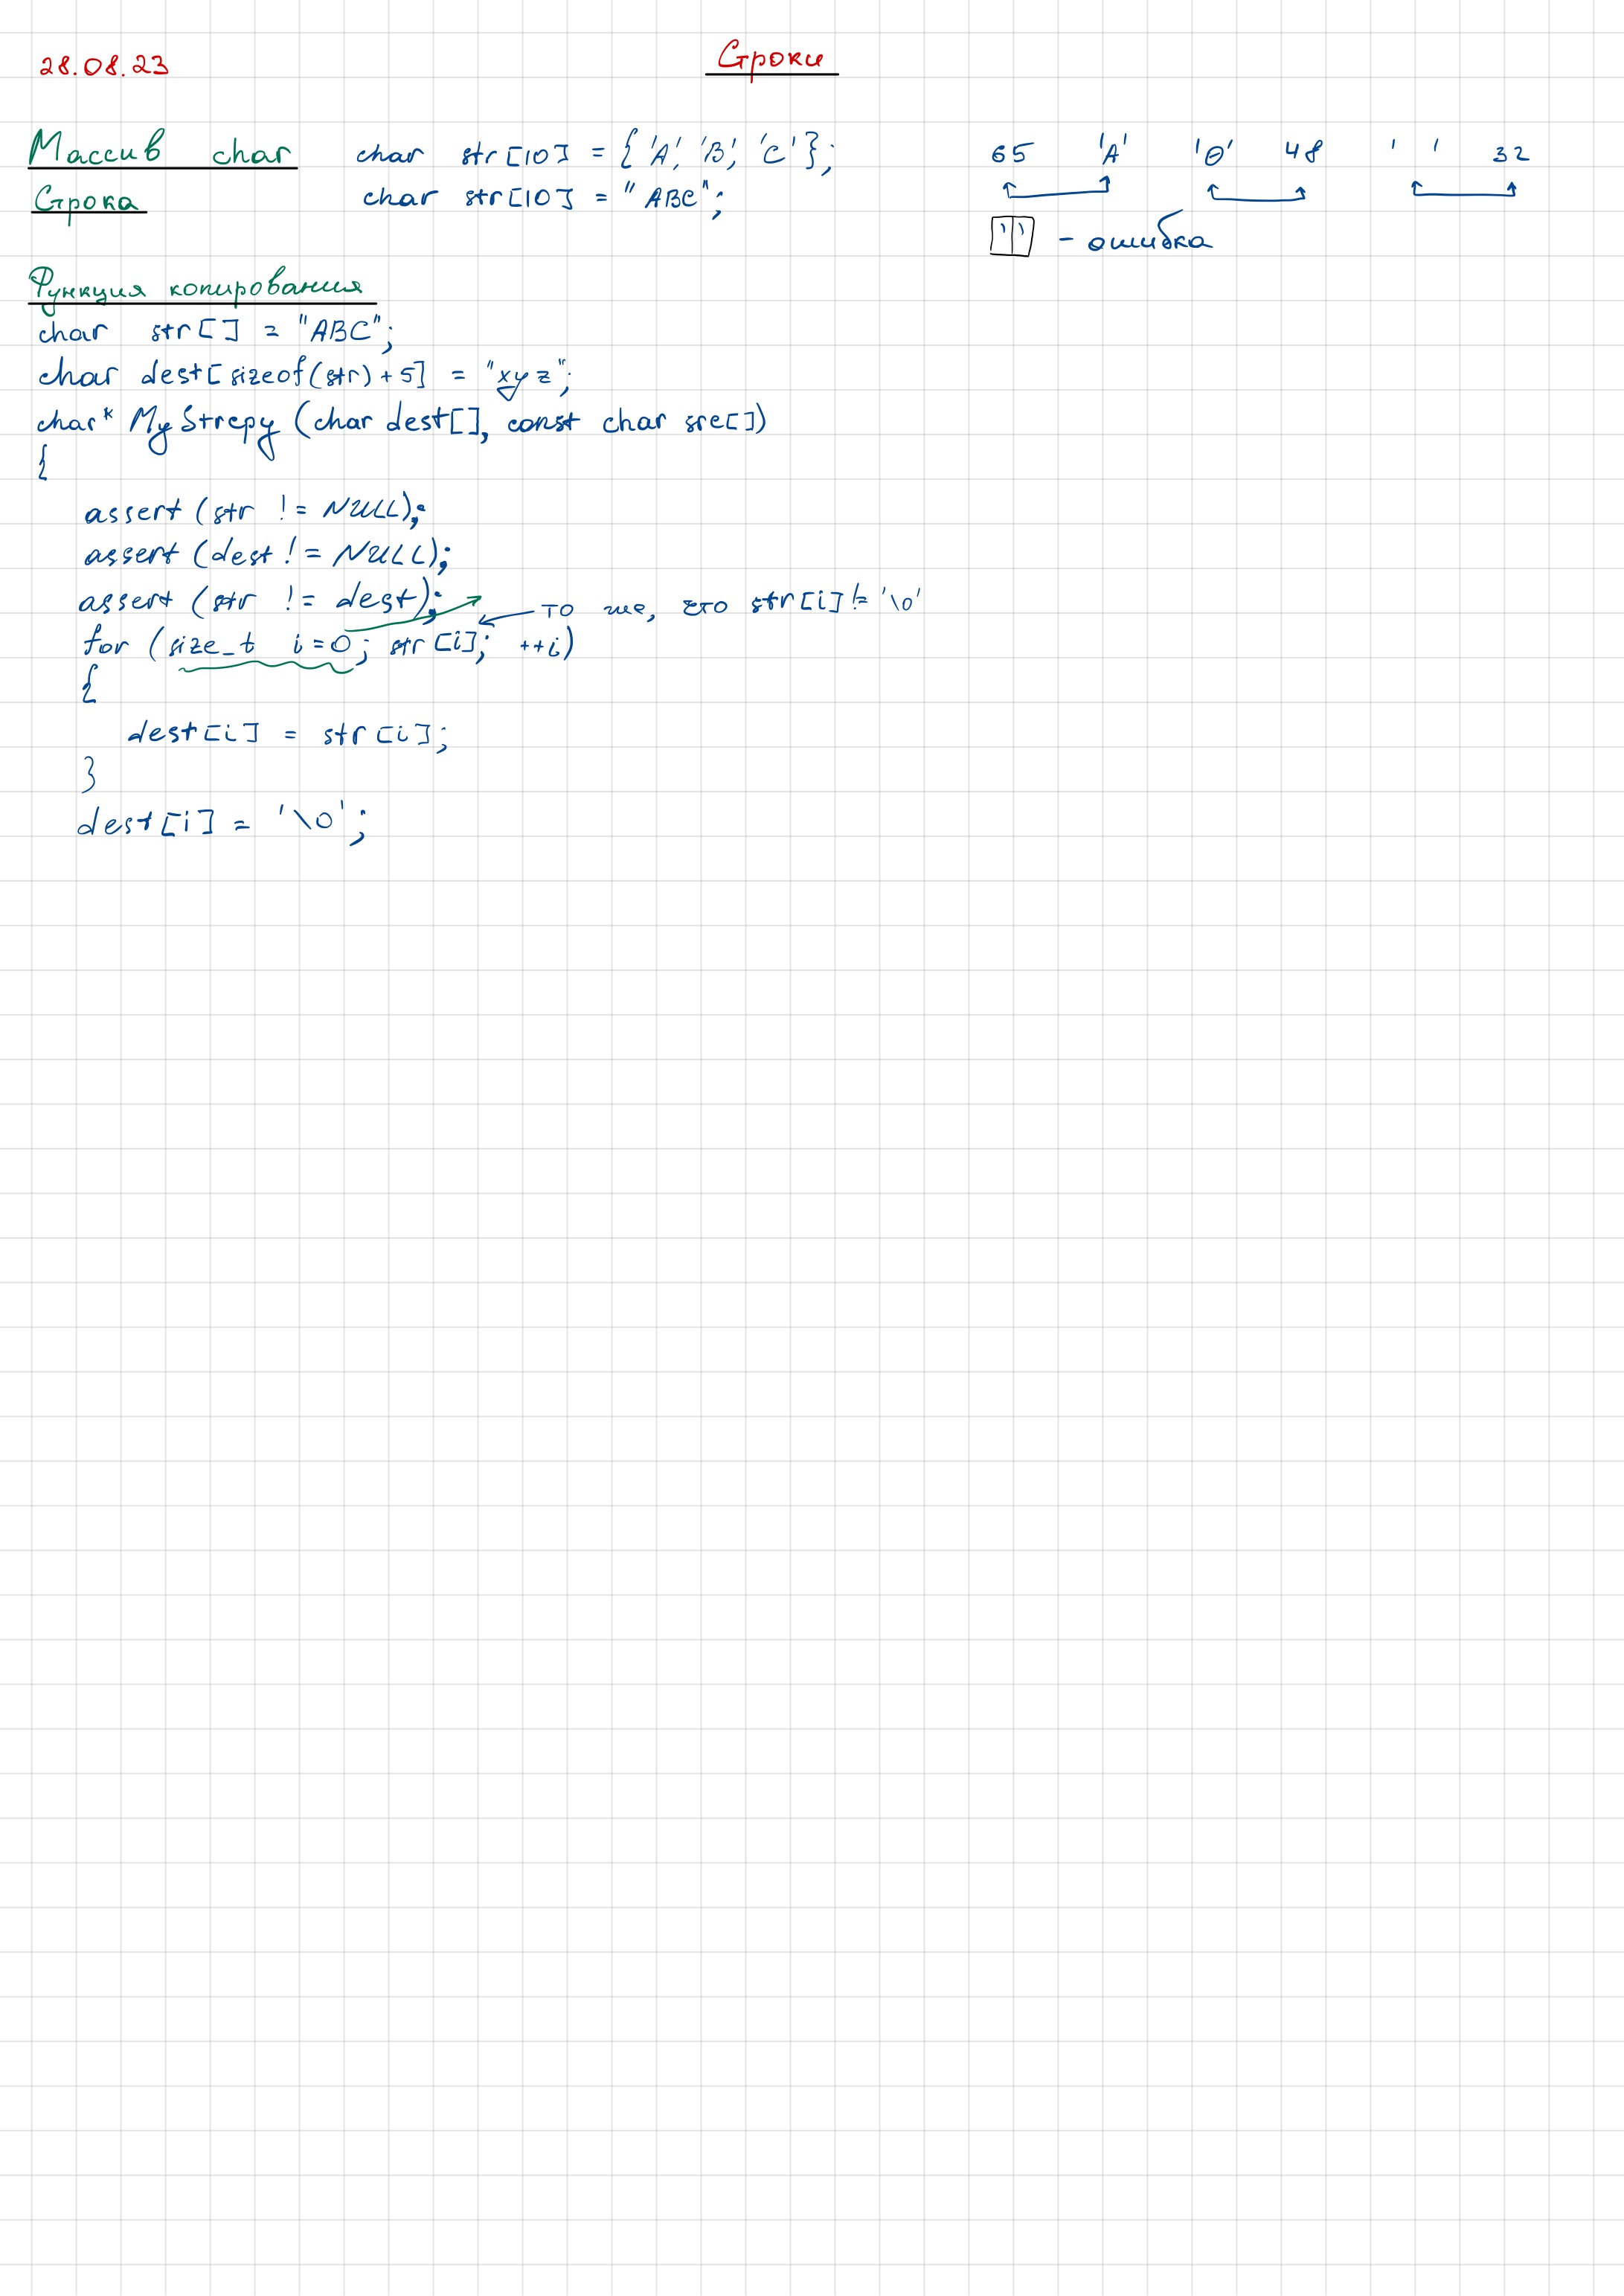 28.08.23
Строки
Массив char char str[10] = {'A', 'B', 'C'};
65 'A' '0' 48 ' ' 32
Строка char str[10] = "ABC";
'' - ошибка
Функция копирования
char str[] = "ABC";
char dest[sizeof(str)+5] = "xyz";
char* MyStrcpy (char dest[], const char src[])
{
assert (str != NULL);
assert (dest != NULL);
assert (str != dest);
то же, что str[i] != '\0'
for (size_t i=0; str[i]; ++i)
{
dest[i] = str[i];
}
dest[i] = '\0';